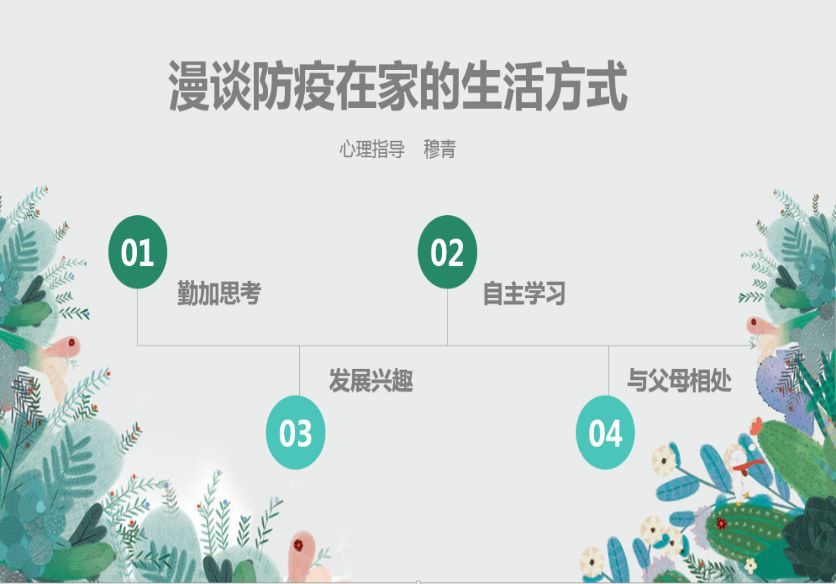 漫谈防疫在家的生活方式
心理指导 穆青
01
勤加思考
02
自主学习
03
发展兴趣
04
与父母相处